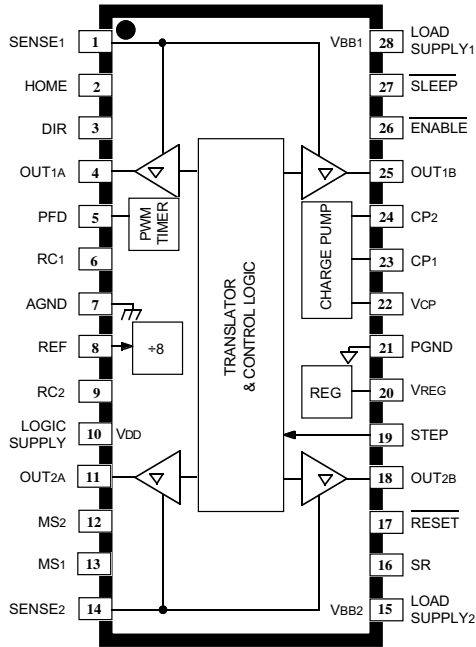 SENSE1 1
HOME 2
DIR 3
OUT1A 4
PFD 5
RC1 6
AGND 7
REF 8
RC2 9
LOGIC
SUPPLY 10 VDD
OUT2A 11
MS2 12
MS1 13
SENSE2 14
PWM
TIMER
÷8
TRANSLATOR
& CONTROL LOGIC
CHARGE PUMP
REG
VBB1 28 LOAD
SUPPLY1
27 SLEEP
26 ENABLE
25 OUT1B
24 CP2
23 CP1
22 VCP
21 PGND
20 VREG
19 STEP
18 OUT2B
17 RESET
16 SR
VBB2 15 LOAD
SUPPLY2